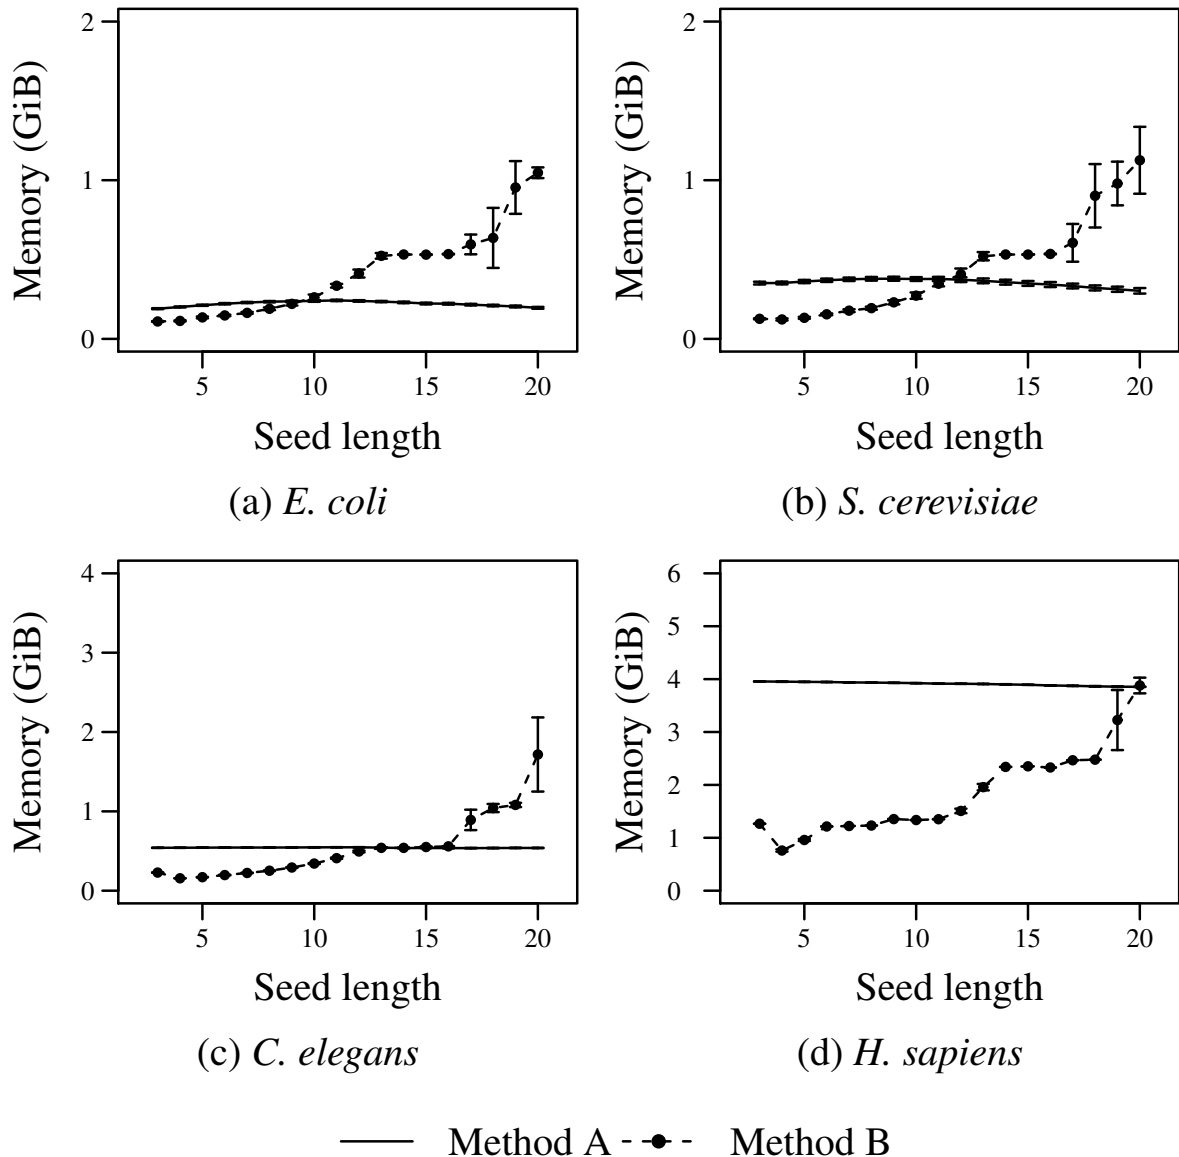 2
1
0
Memory (GiB)
5 10 15 20
Seed length
(a) E. coli
2
1
0
Memory (GiB)
5 10 15 20
Seed length
(b) S. cerevisiae
4
3
2
1
0
Memory (GiB)
5 10 15 20
Seed length
(c) C. elegans
6
5
4
3
2
1
0
Memory (GiB)
5 10 15 20
Seed length
(d) H. sapiens
Method A Method B